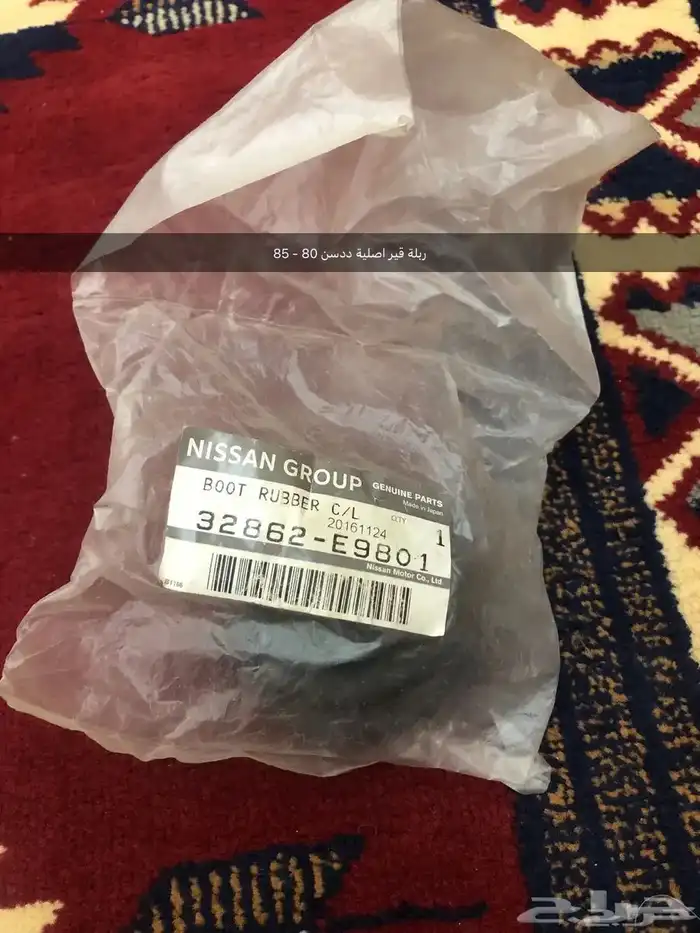 ربلة قير اصلية ددسن 80 - 85
NISSAN GROUP GENUINE PARTS
Made in Japan
BOOT RUBBER C/L
20161124
1
32862-E9801
Nissan Motor Co., Ltd.
حراج